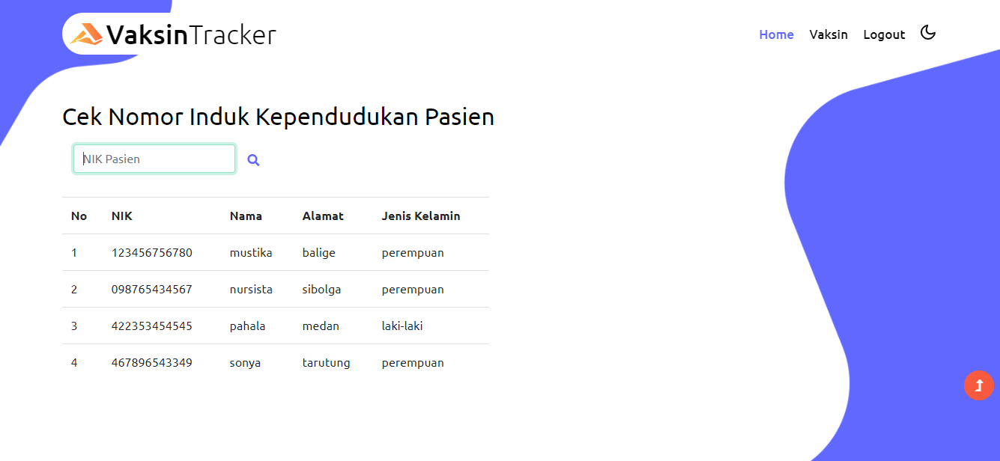 VaksinTracker
Home Vaksin Logout
Cek Nomor Induk Kependudukan Pasien
NIK Pasien
No NIK Nama Alamat Jenis Kelamin
1 123456756780 mustika balige perempuan
2 098765434567 nursista sibolga perempuan
3 422353454545 pahala medan laki-laki
4 467896543349 sonya tarutung perempuan